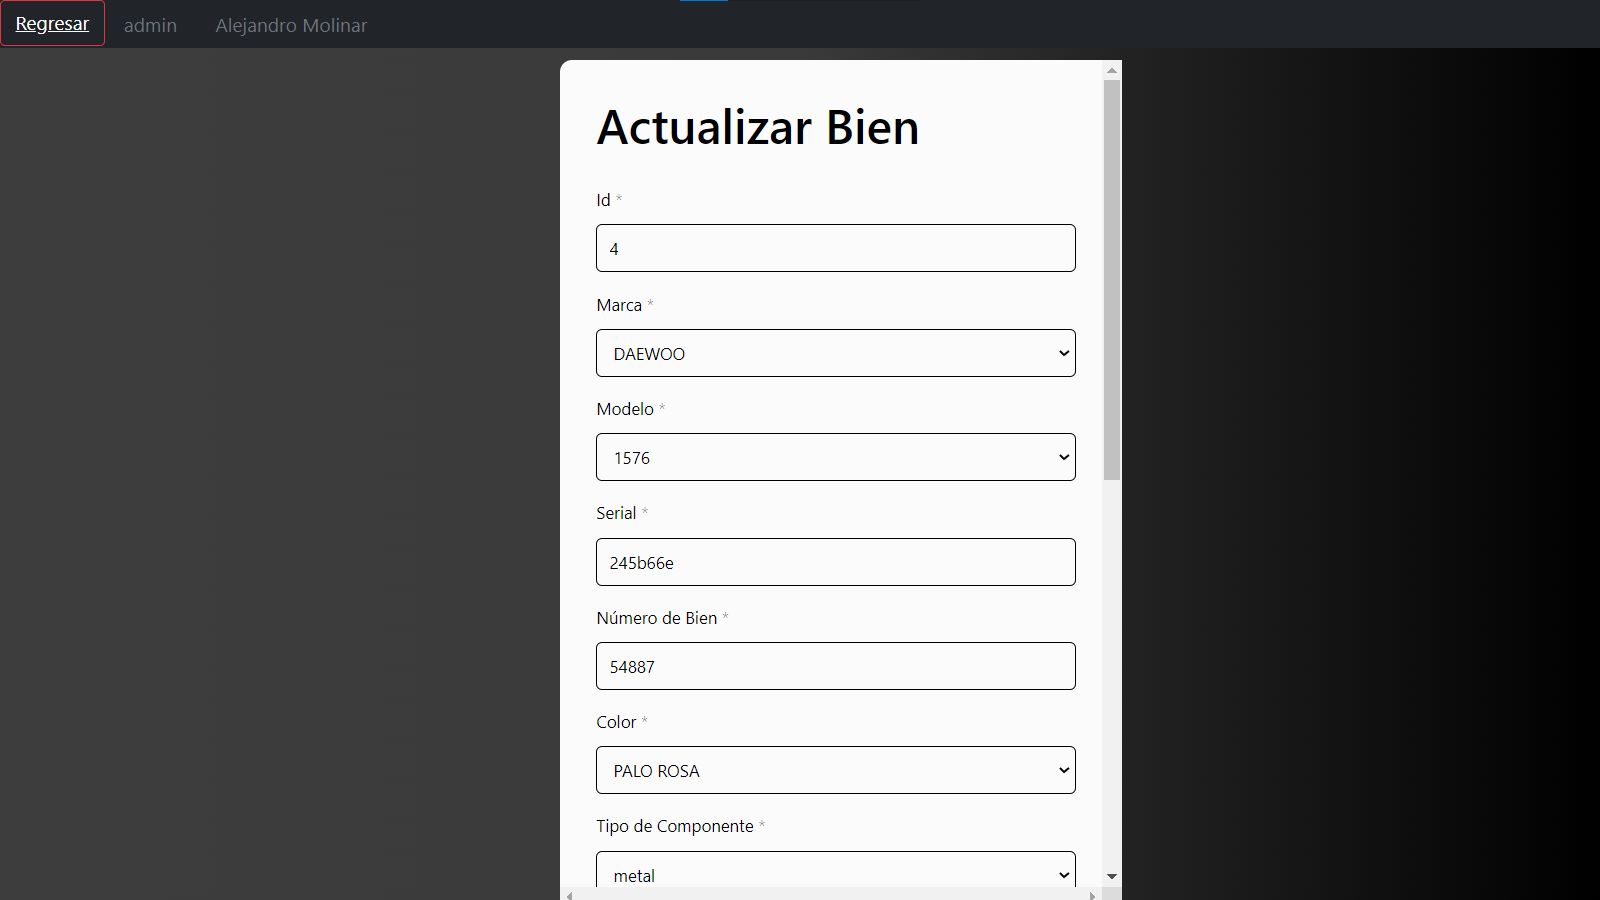 Regresar admin Alejandro Molinar
Actualizar Bien
Id *
4
Marca *
DAEWOO
Modelo *
1576
Serial *
245b66e
Número de Bien *
54887
Color *
PALO ROSA
Tipo de Componente *
metal